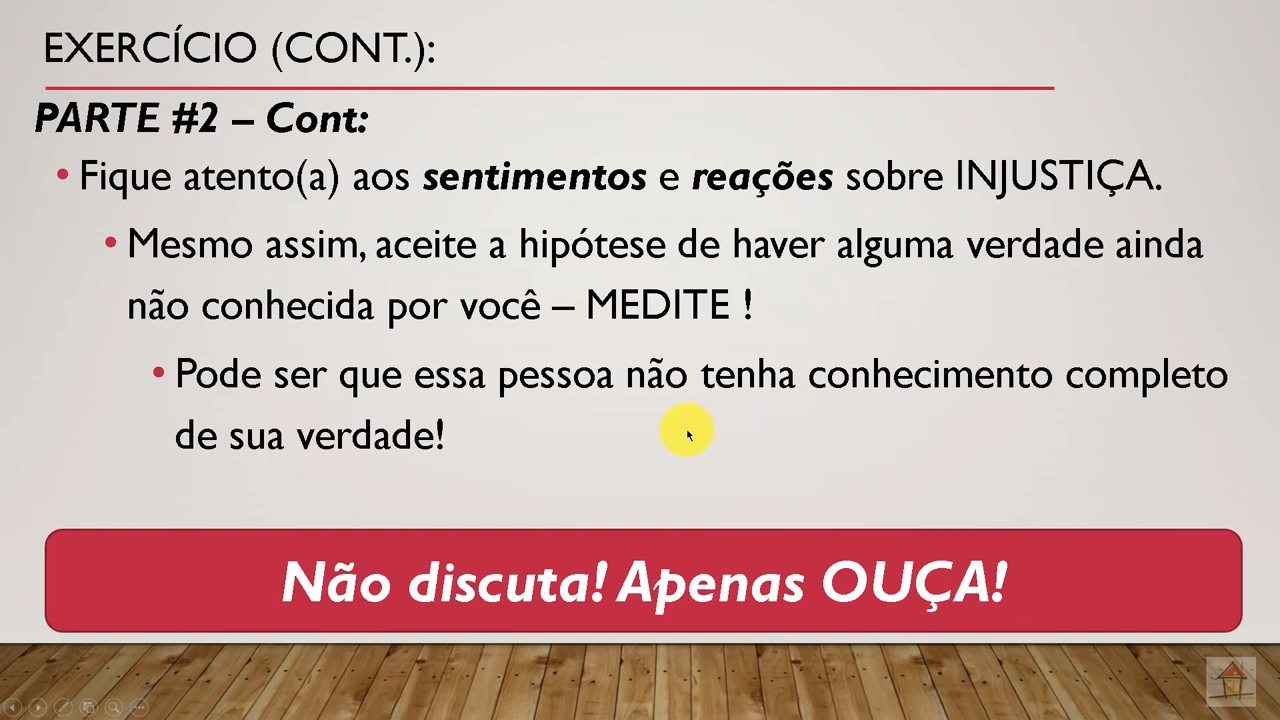 EXERCÍCIO (CONT.):
PARTE #2 – Cont:
• Fique atento(a) aos sentimentos e reações sobre INJUSTIÇA.
• Mesmo assim, aceite a hipótese de haver alguma verdade ainda
não conhecida por você – MEDITE !
• Pode ser que essa pessoa não tenha conhecimento completo
de sua verdade!
Não discuta! Apenas OUÇA!